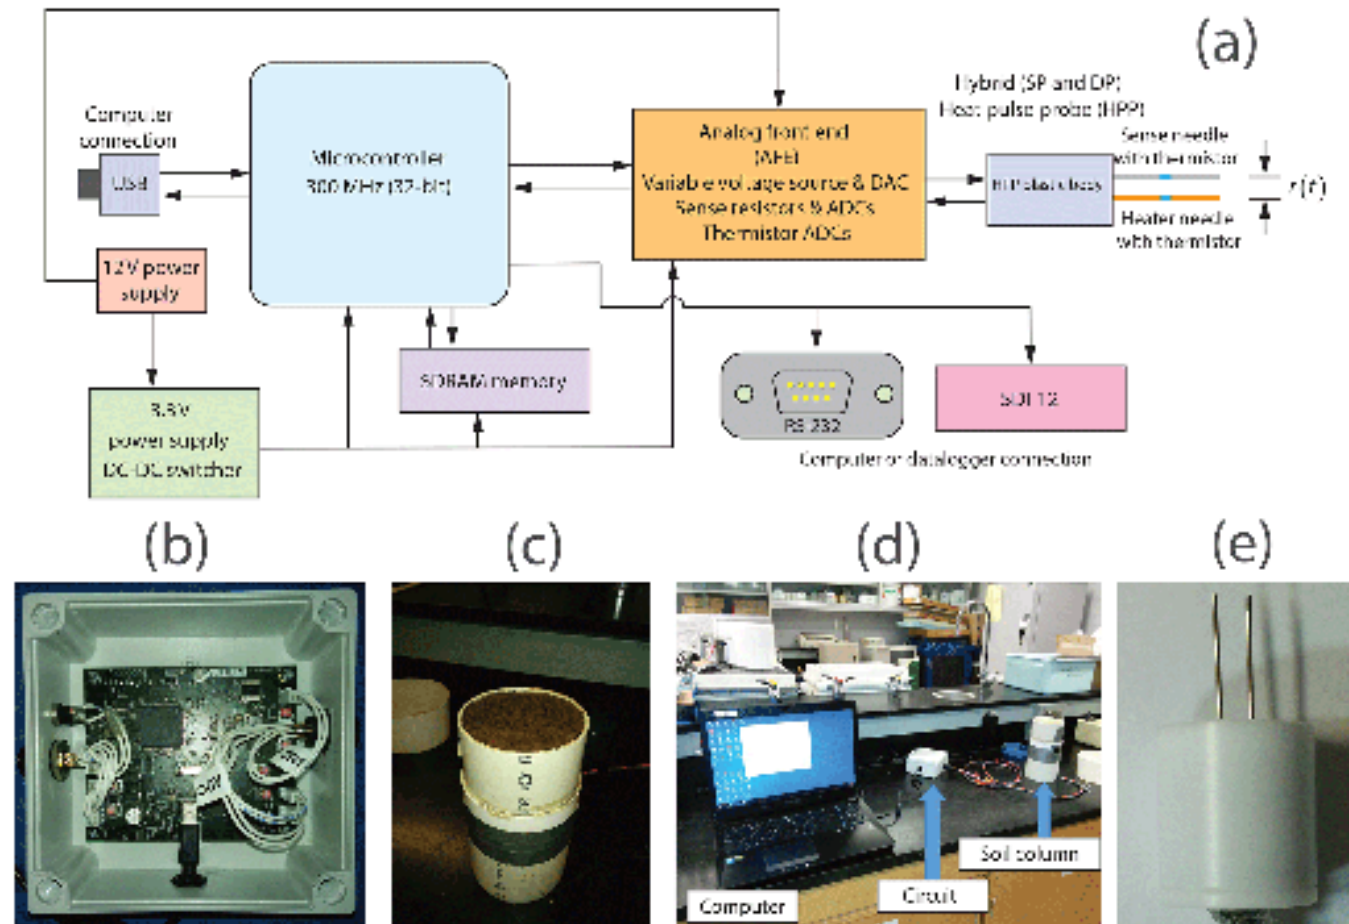 (a)
Computer
connection
USB
12V power
supply
3.3V
power supply
DC-DC switcher
Microcontroller
300 MHz (32-bit)
SDRAM memory
Analog front end
(AFE)
Variable voltage source & DAC
Sense resistors & ADCs
Thermistor ADCs
Hybrid (SP and DP)
Heat pulse probe (HPP)
HPP plastic body
Sense needle
with thermistor
r(t)
Heater needle
with thermistor
RS-232
SDI-12
Computer or datalogger connection
(b)
(c)
(d)
(e)
Computer
Circuit
Soil column